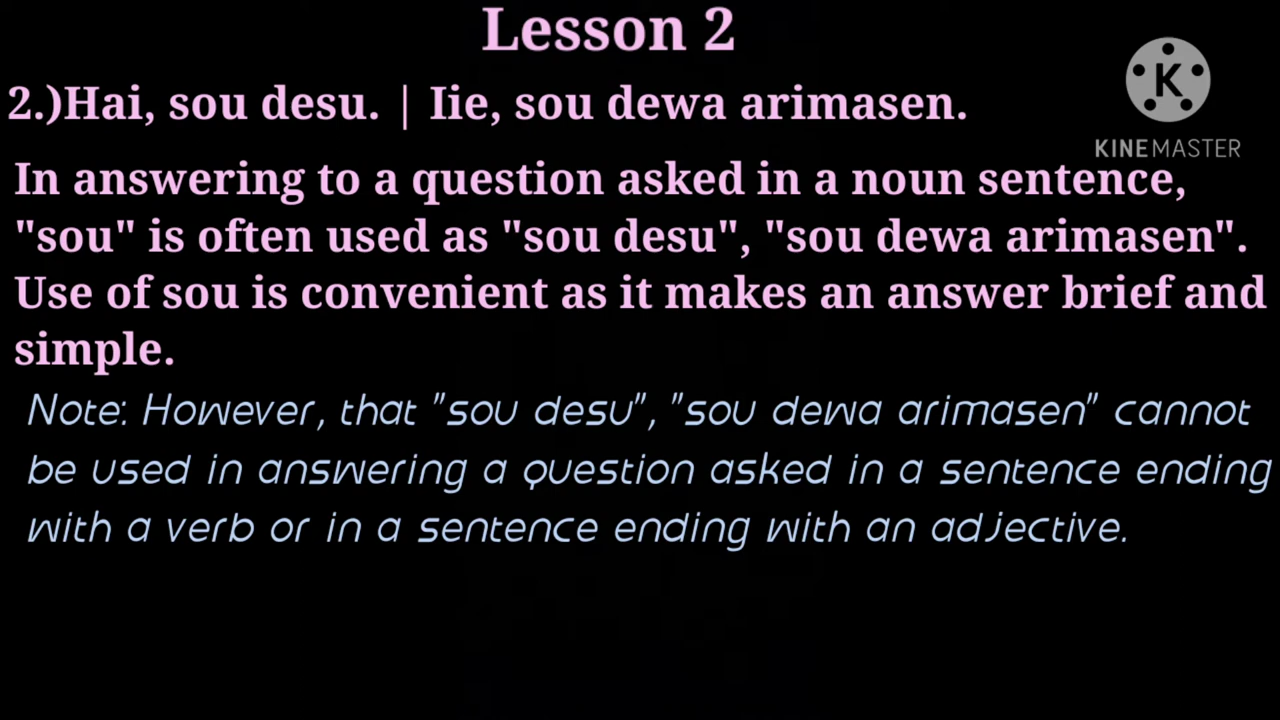 Lesson 2
2.)Hai, sou desu. | Iie, sou dewa arimasen.
K
KINEMASTER
In answering to a question asked in a noun sentence,
"sou" is often used as "sou desu", "sou dewa arimasen".
Use of sou is convenient as it makes an answer brief and
simple.
Note: However, that "sou desu", "sou dewa arimasen" cannot
be used in answering a question asked in a sentence ending
with a verb or in a sentence ending with an adjective.